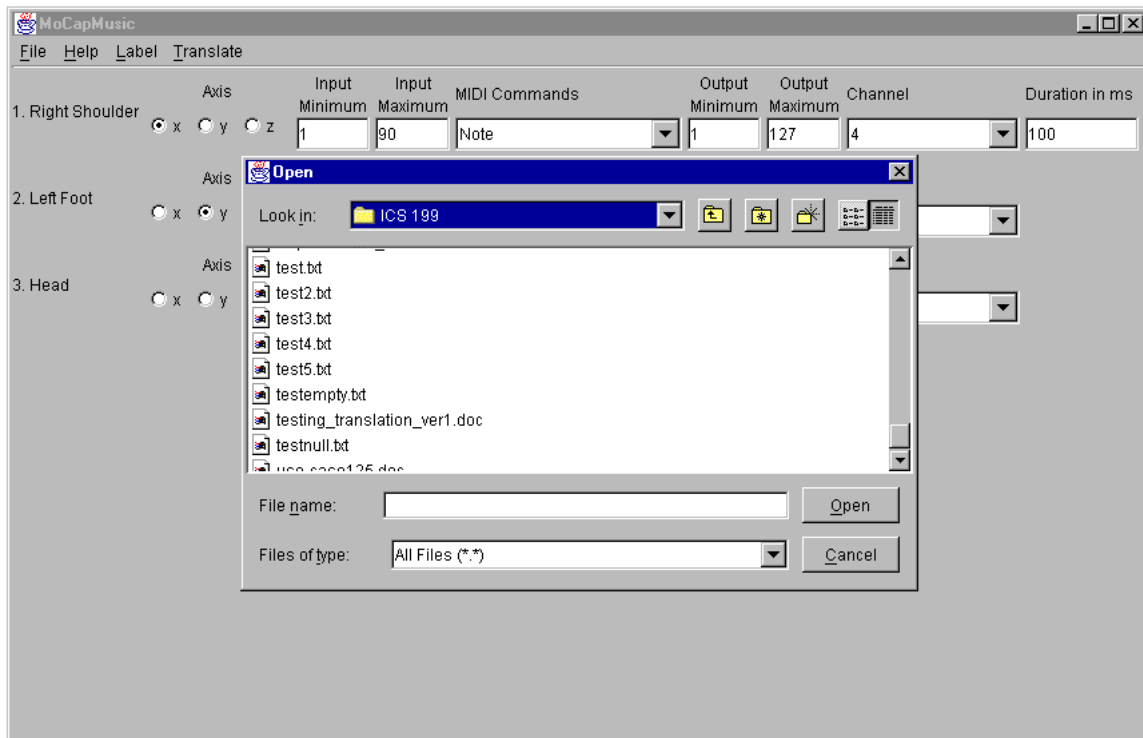 MoCapMusic
File Help Label Translate
Axis Input Minimum Input Maximum MIDI Commands Output Minimum Output Maximum Channel Duration in ms
1. Right Shoulder x y z 1 90 Note 1 127 4 100
Axis
2. Left Foot x y
Axis
3. Head x y
Open
Look in: ICS 199
test.txt
test2.txt
test3.txt
test4.txt
test5.txt
testempty.txt
testing_translation_ver1.doc
testnull.txt
File name: Open
Files of type: All Files (*.*) Cancel